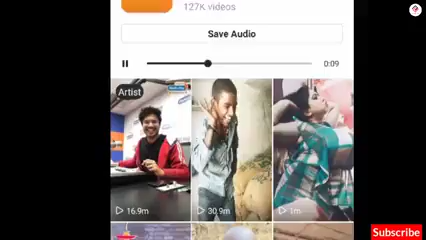 127K videos
Save Audio
0:09
Artist
16.9m
30.9m
1m
Subscribe